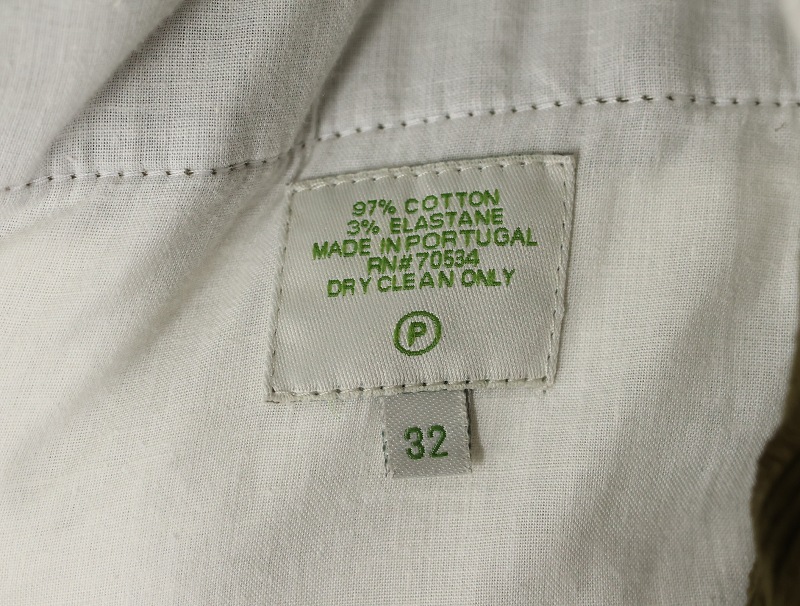 97% COTTON
3% ELASTANE
MADE IN PORTUGAL
RN# 70534
DRY CLEAN ONLY
P
32